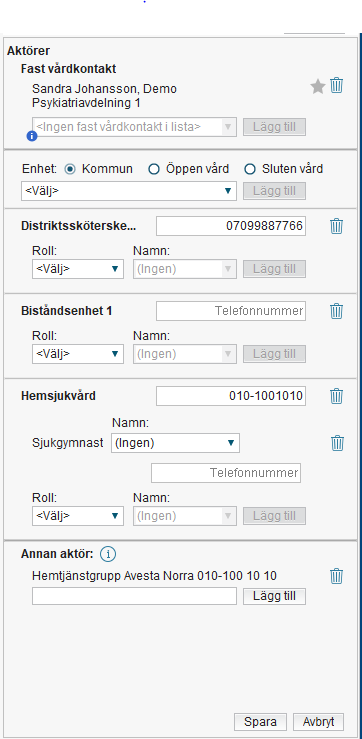 Aktörer
Fast vårdkontakt
Sandra Johansson, Demo
Psykiatriavdelning 1
<Ingen fast vårdkontakt i lista> Lägg till
Enhet: Kommun Öppen vård Sluten vård
<Välj> Lägg till
Distriktssköterske... 07099887766
Roll: Namn:
<Välj> (Ingen) Lägg till
Biståndsenhet 1 Telefonnummer
Roll: Namn:
<Välj> (Ingen) Lägg till
Hemsjukvård 010-1001010
Namn:
Sjukgymnast (Ingen)
Telefonnummer
Roll: Namn:
<Välj> (Ingen) Lägg till
Annan aktör:
Hemtjänstgrupp Avesta Norra 010-100 10 10
Lägg till
Spara Avbryt